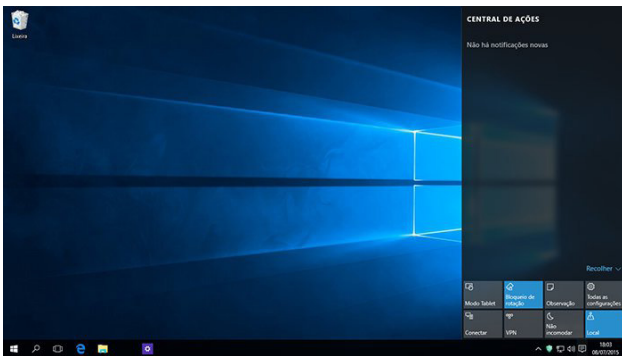 Lixeira
CENTRAL DE AÇÕES
Não há notificações novas
Recolher
Modo Tablet
Bloqueio de
rotação
Observação
Todas as
configurações
Conectar
VPN
Não
incomodar
Local
18:03
06/07/2015